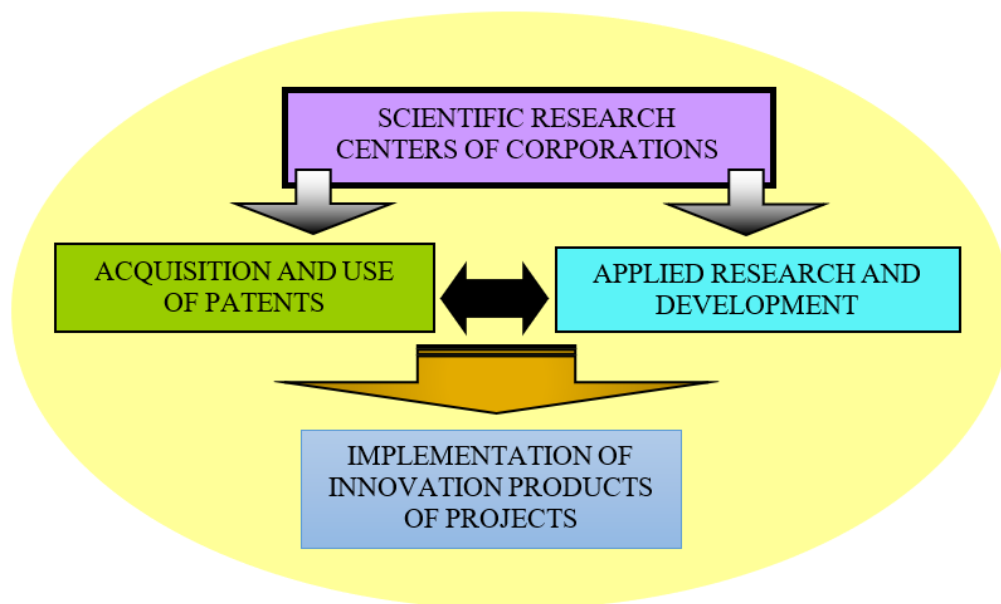 SCIENTIFIC RESEARCH
CENTERS OF CORPORATIONS
ACQUISITION AND USE
OF PATENTS
APPLIED RESEARCH AND
DEVELOPMENT
IMPLEMENTATION OF
INNOVATION PRODUCTS
OF PROJECTS